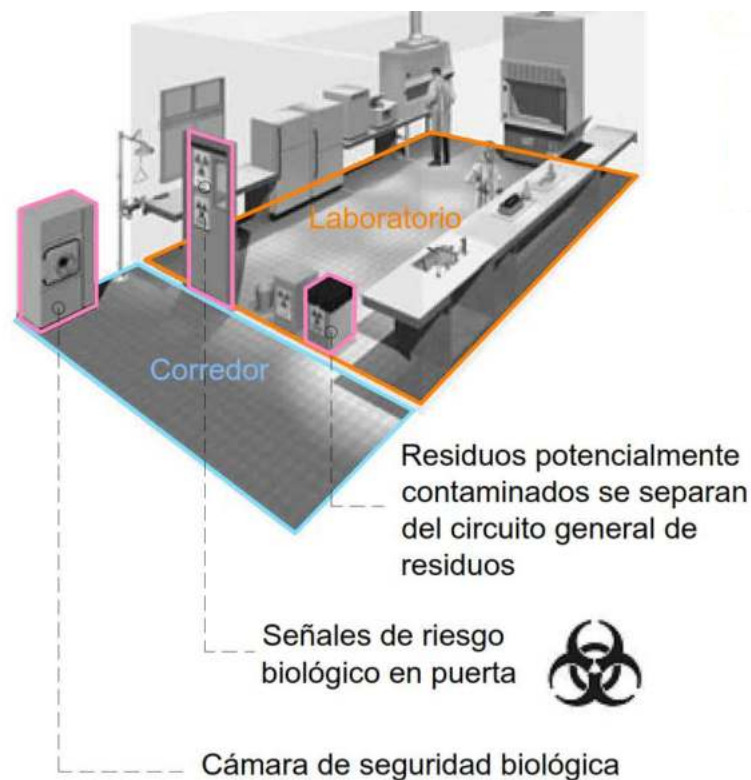 Laboratorio
Corredor
Residuos potencialmente
contaminados se separan
del circuito general de
residuos
Señales de riesgo
biológico en puerta
Cámara de seguridad biológica